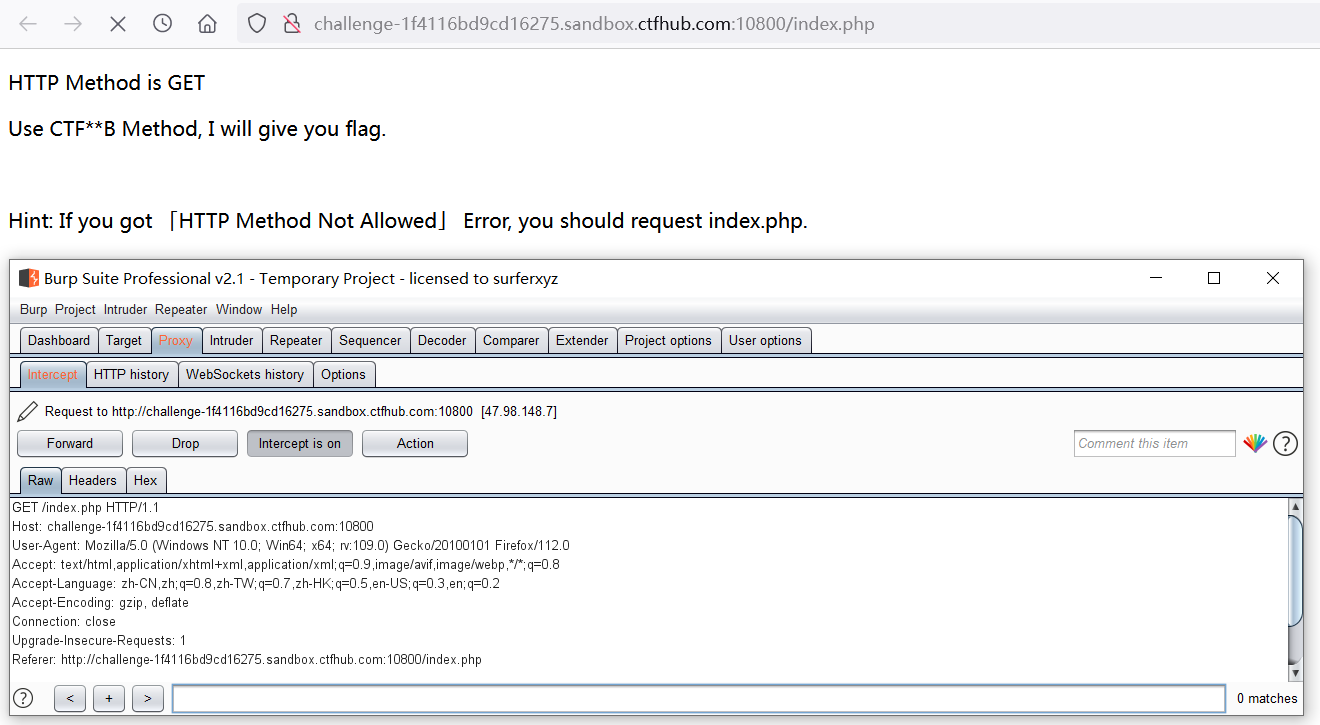 challenge-1f4116bd9cd16275.sandbox.ctfhub.com:10800/index.php
HTTP Method is GET
Use CTF**B Method, I will give you flag.
Hint: If you got 「HTTP Method Not Allowed」 Error, you should request index.php.
Burp Suite Professional v2.1 - Temporary Project - licensed to surferxyz
Burp Project Intruder Repeater Window Help
Dashboard Target Proxy Intruder Repeater Sequencer Decoder Comparer Extender Project options User options
Intercept HTTP history WebSockets history Options
Request to http://challenge-1f4116bd9cd16275.sandbox.ctfhub.com:10800 [47.98.148.7]
Forward Drop Intercept is on Action Comment this item ?
Raw Headers Hex
GET /index.php HTTP/1.1
Host: challenge-1f4116bd9cd16275.sandbox.ctfhub.com:10800
User-Agent: Mozilla/5.0 (Windows NT 10.0; Win64; x64; rv:109.0) Gecko/20100101 Firefox/112.0
Accept: text/html,application/xhtml+xml,application/xml;q=0.9,image/avif,image/webp,*/*;q=0.8
Accept-Language: zh-CN,zh;q=0.8,zh-TW;q=0.7,zh-HK;q=0.5,en-US;q=0.3,en;q=0.2
Accept-Encoding: gzip, deflate
Connection: close
Upgrade-Insecure-Requests: 1
Referer: http://challenge-1f4116bd9cd16275.sandbox.ctfhub.com:10800/index.php
? < + > 0 matches